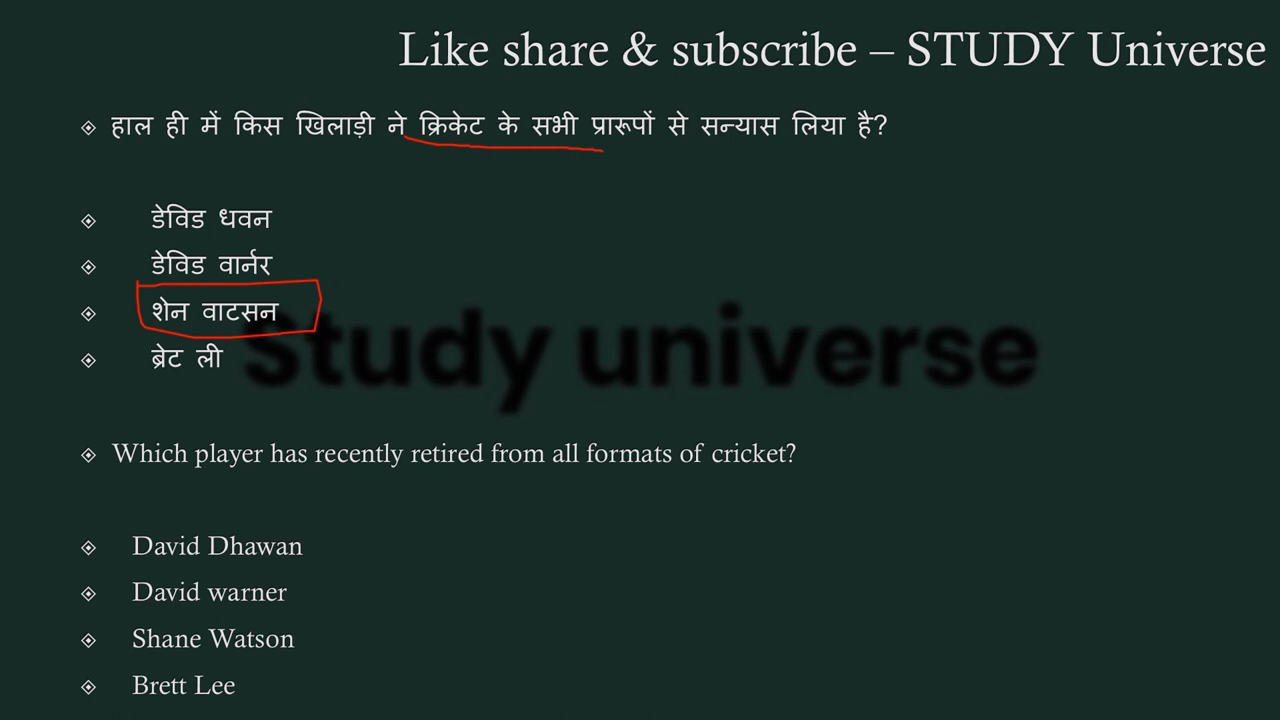 Like share & subscribe – STUDY Universe
हाल ही में किस खिलाड़ी ने क्रिकेट के सभी प्रारूपों से सन्यास लिया है?
डेविड धवन
डेविड वार्नर
शेन वाटसन
ब्रेट ली
Study universe
Which player has recently retired from all formats of cricket?
David Dhawan
David warner
Shane Watson
Brett Lee